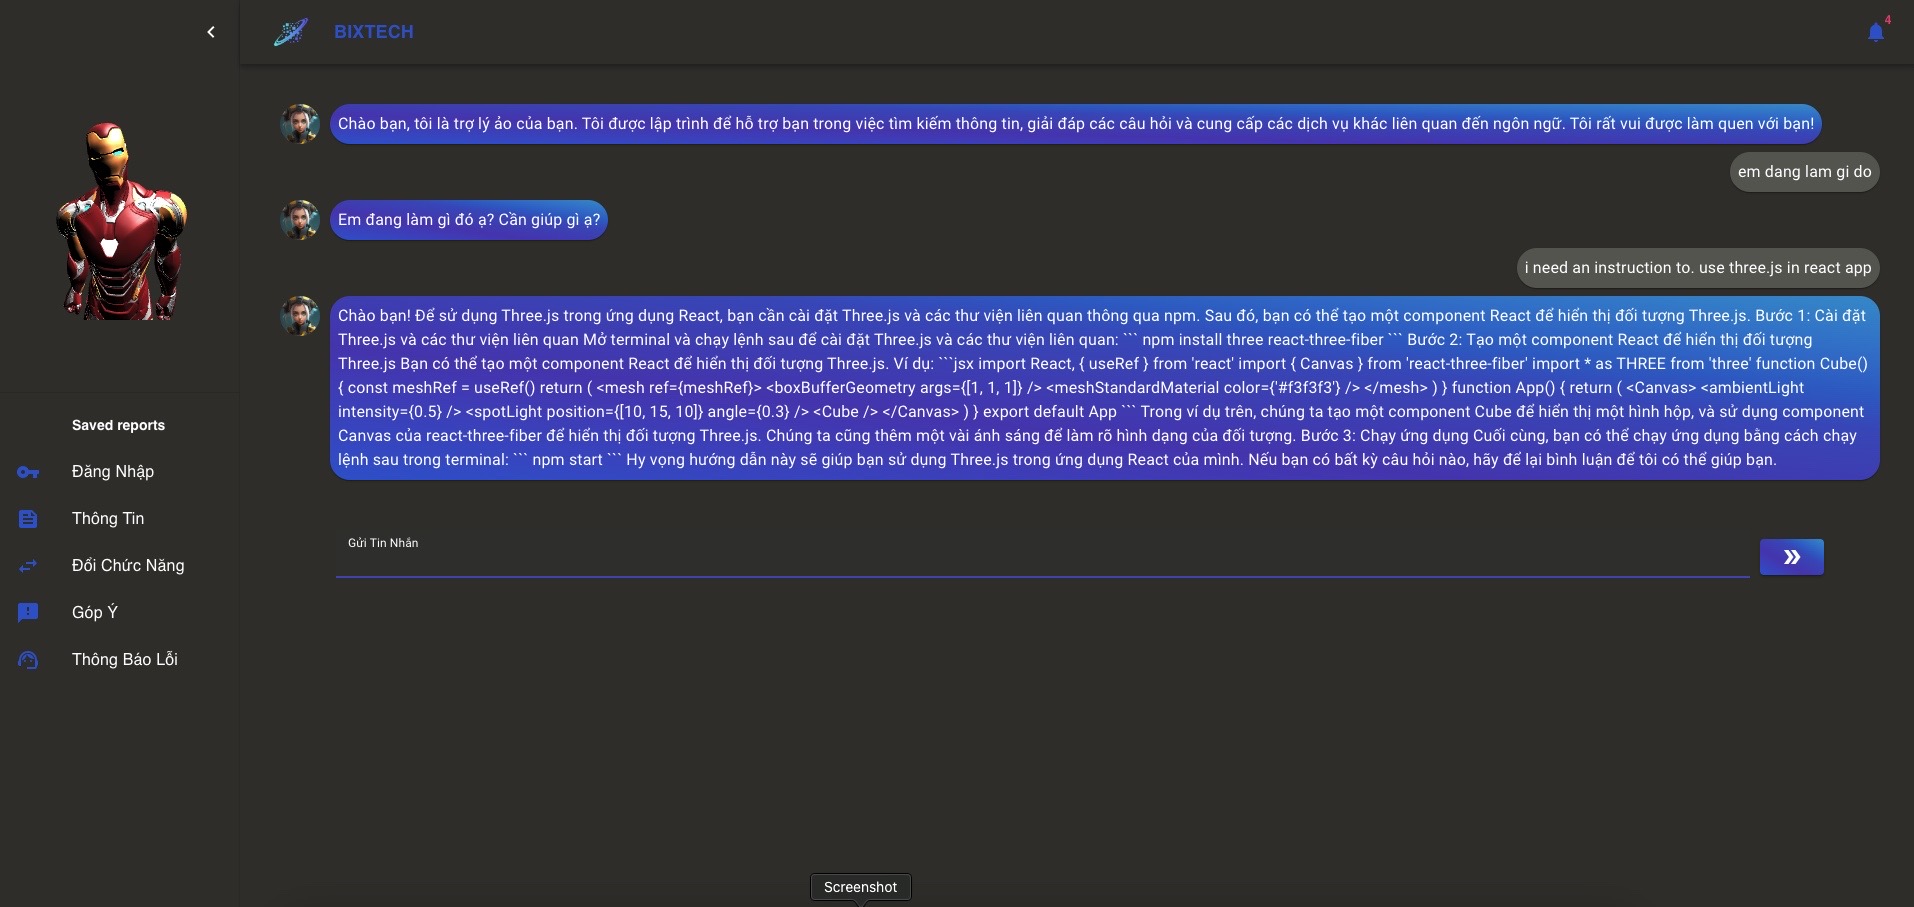 BIXTECH
4
Chào bạn, tôi là trợ lý ảo của bạn. Tôi được lập trình để hỗ trợ bạn trong việc tìm kiếm thông tin, giải đáp các câu hỏi và cung cấp các dịch vụ khác liên quan đến ngôn ngữ. Tôi rất vui được làm quen với bạn!
em dang lam gi do
Em đang làm gì đó ạ? Cần giúp gì ạ?
i need an instruction to. use three.js in react app
Chào bạn! Để sử dụng Three.js trong ứng dụng React, bạn cần cài đặt Three.js và các thư viện liên quan thông qua npm. Sau đó, bạn có thể tạo một component React để hiển thị đối tượng Three.js. Bước 1: Cài đặt
Three.js và các thư viện liên quan Mở terminal và chạy lệnh sau để cài đặt Three.js và các thư viện liên quan: ``` npm install three react-three-fiber ``` Bước 2: Tạo một component React để hiển thị đối tượng
Three.js Bạn có thể tạo một component React để hiển thị đối tượng Three.js. Ví dụ: ```jsx import React, { useRef } from 'react' import { Canvas } from 'react-three-fiber' import * as THREE from 'three' function Cube()
{ const meshRef = useRef() return ( <mesh ref={meshRef}> <boxBufferGeometry args={[1, 1, 1]} /> <meshStandardMaterial color={'#f3f3f3'} /> </mesh> ) } function App() { return ( <Canvas> <ambientLight
intensity={0.5} /> <spotLight position={[10, 15, 10]} angle={0.3} /> <Cube /> </Canvas> ) } export default App ``` Trong ví dụ trên, chúng ta tạo một component Cube để hiển thị một hình hộp, và sử dụng component
Canvas của react-three-fiber để hiển thị đối tượng Three.js. Chúng ta cũng thêm một vài ánh sáng để làm rõ hình dạng của đối tượng. Bước 3: Chạy ứng dụng Cuối cùng, bạn có thể chạy ứng dụng bằng cách chạy
lệnh sau trong terminal: ``` npm start ``` Hy vọng hướng dẫn này sẽ giúp bạn sử dụng Three.js trong ứng dụng React của mình. Nếu bạn có bất kỳ câu hỏi nào, hãy để lại bình luận để tôi có thể giúp bạn.
Saved reports
Đăng Nhập
Thông Tin
Đổi Chức Năng
Góp Ý
Thông Báo Lỗi
Gửi Tin Nhắn
Screenshot